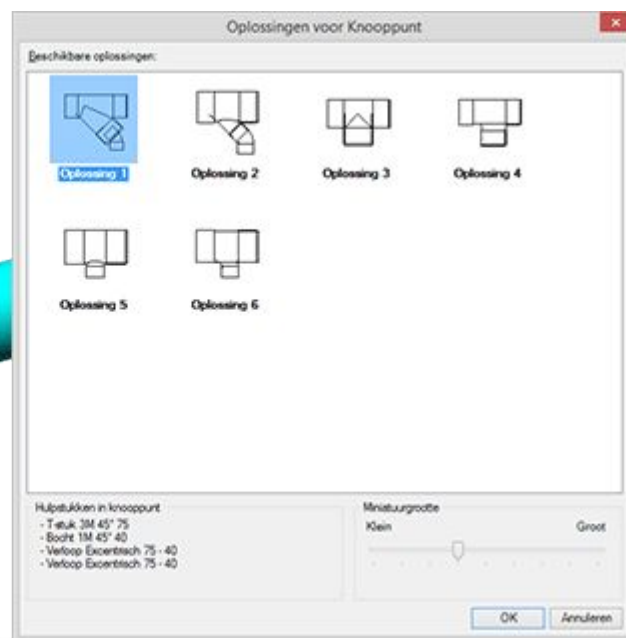 Oplossingen voor Knooppunt
Beschikbare oplossingen:
Oplossing 1
Oplossing 2
Oplossing 3
Oplossing 4
Oplossing 5
Oplossing 6
Hulpstukken in knooppunt
- T-stuk 3M 45° 75
- Bocht 1M 45° 40
- Verloop Excentrisch 75 - 40
- Verloop Excentrisch 75 - 40
Miniatuurgrootte
Klein Groot
OK Annuleren